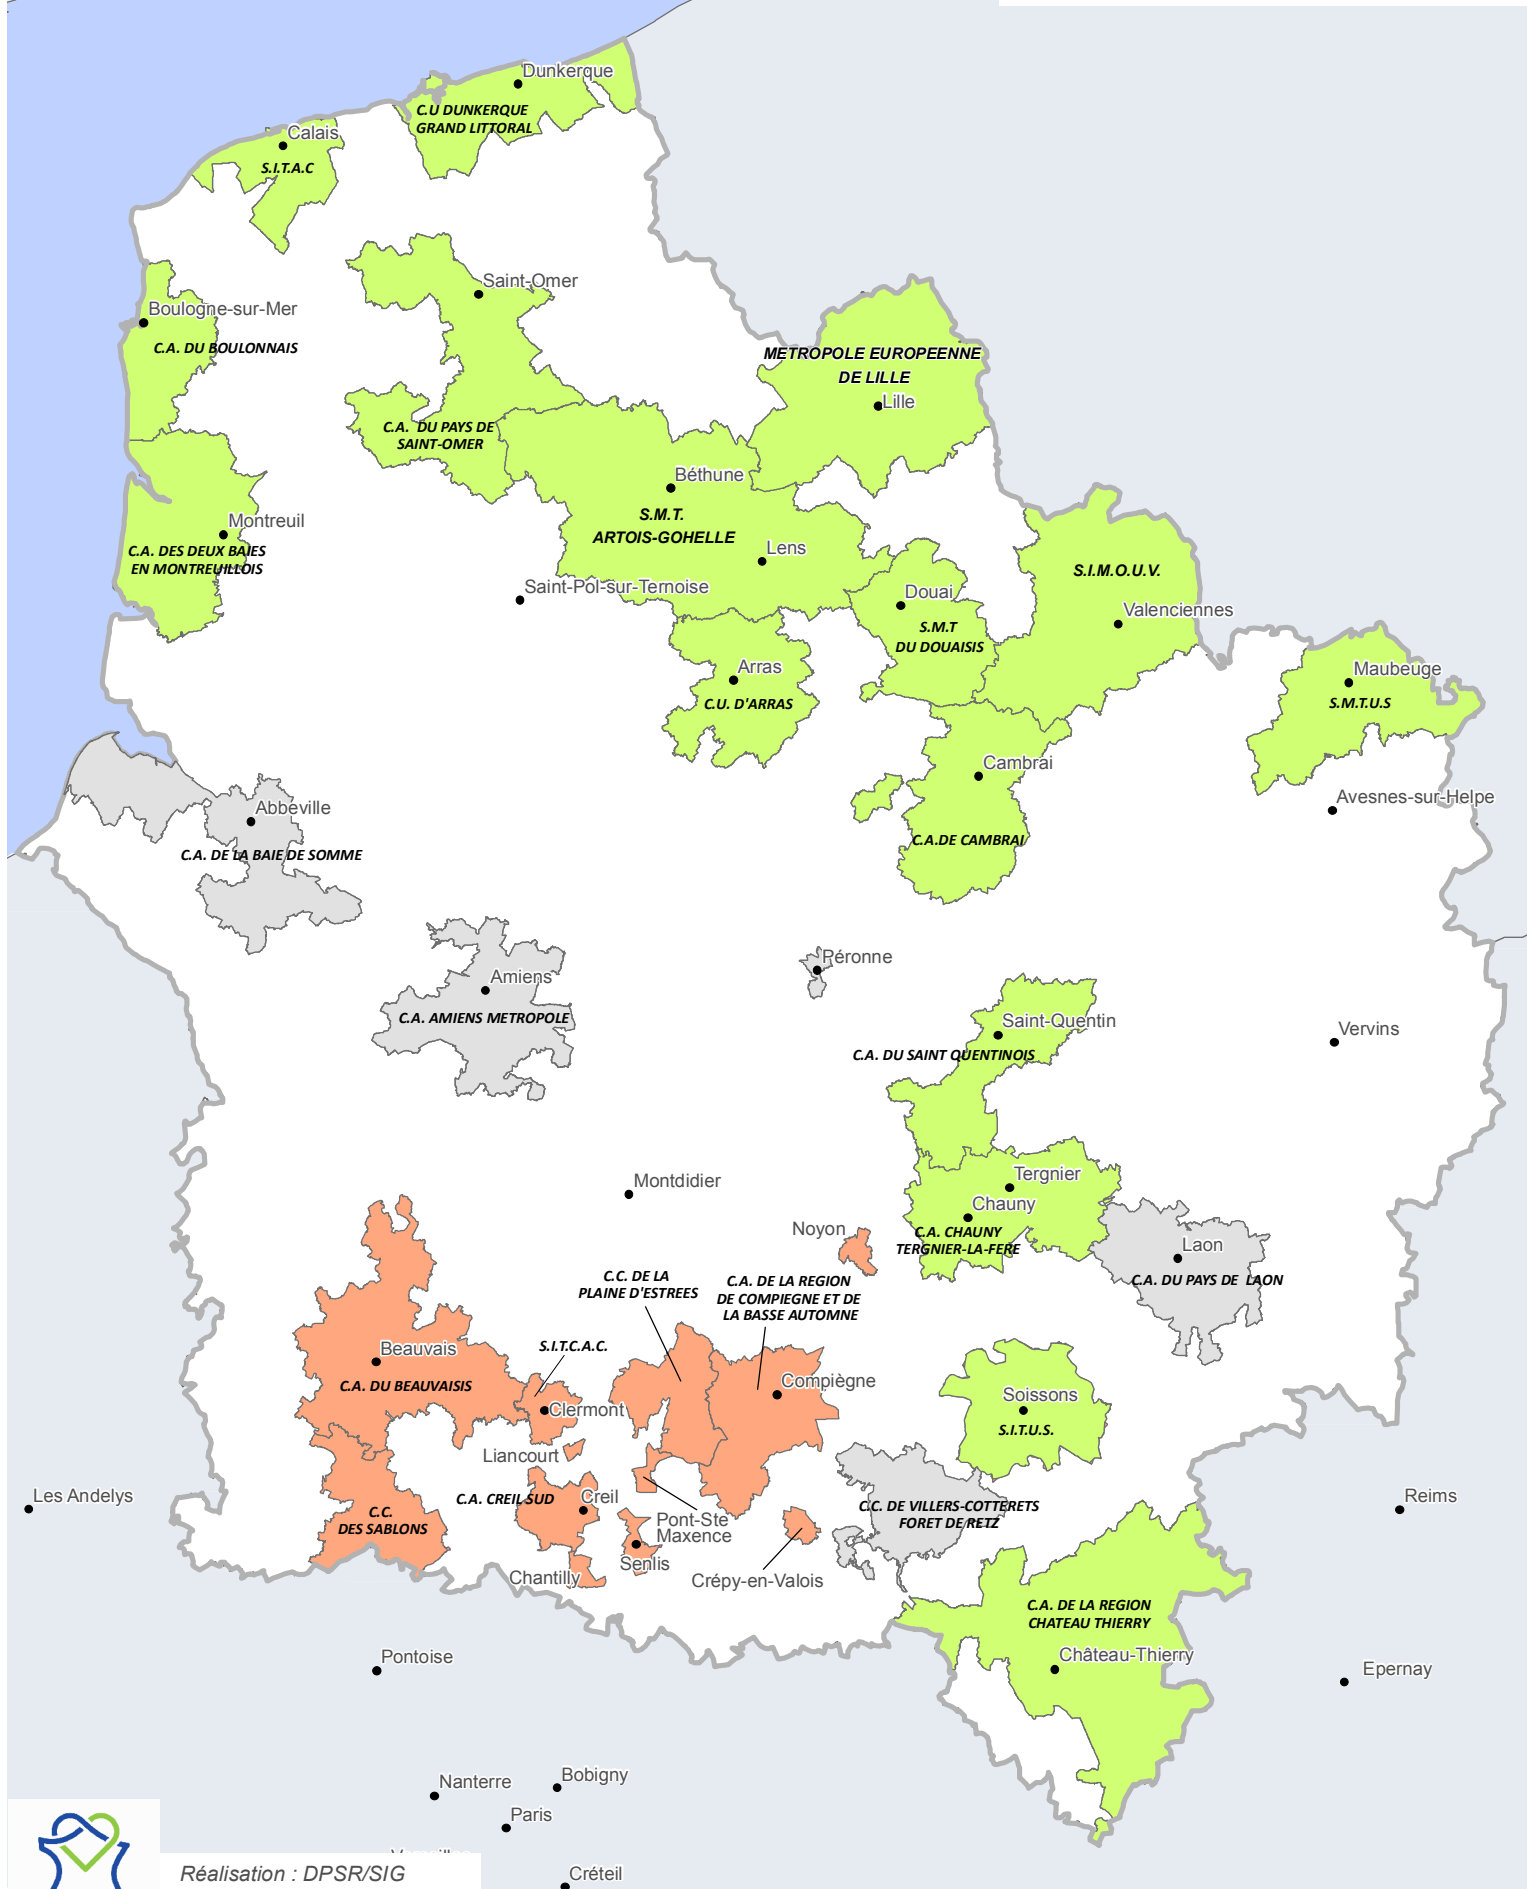 Dunkerque
C.U DUNKERQUE
GRAND LITTORAL
Calais
S.I.T.A.C
Saint-Omer
Boulogne-sur-Mer
C.A. DU BOULONNAIS
METROPOLE EUROPEENNE
DE LILLE
Lille
C.A. DU PAYS DE
SAINT-OMER
Béthune
S.M.T.
ARTOIS-GOHELLE
Montreuil
C.A. DES DEUX BAIES
EN MONTREUILLOIS
Lens
S.I.M.O.U.V.
Saint-Pol-sur-Ternoise
Douai
Valenciennes
S.M.T
DU DOUAISIS
Arras
C.U. D'ARRAS
Maubeuge
S.M.T.U.S
Cambrai
Avesnes-sur-Helpe
Abbeville
C.A.DE CAMBRAI
C.A. DE LA BAIE DE SOMME
Péronne
Amiens
C.A. AMIENS METROPOLE
Saint-Quentin
Vervins
C.A. DU SAINT QUENTINOIS
Montdidier
Tergnier
Chauny
Noyon
C.A. CHAUNY
TERGNIER-LA-FERE
Laon
C.A. DU PAYS DE LAON
C.C. DE LA
PLAINE D'ESTREES
C.A. DE LA REGION
DE COMPIEGNE ET DE
LA BASSE AUTOMNE
S.I.T.C.A.C.
Beauvais
C.A. DU BEAUVAISIS
Compiègne
Soissons
S.I.T.U.S.
Clermont
Liancourt
Les Andelys
C.A. CREIL SUD
Creil
C.C.
DES SABLONS
Pont-Ste
Maxence
C.C. DE VILLERS-COTTERETS
FORET DE RETZ
Reims
Senlis
Chantilly
Crépy-en-Valois
C.A. DE LA REGION
CHATEAU THIERRY
Pontoise
Château-Thierry
Epernay
Nanterre
Bobigny
Paris
Réalisation : DPSR/SIG
Créteil